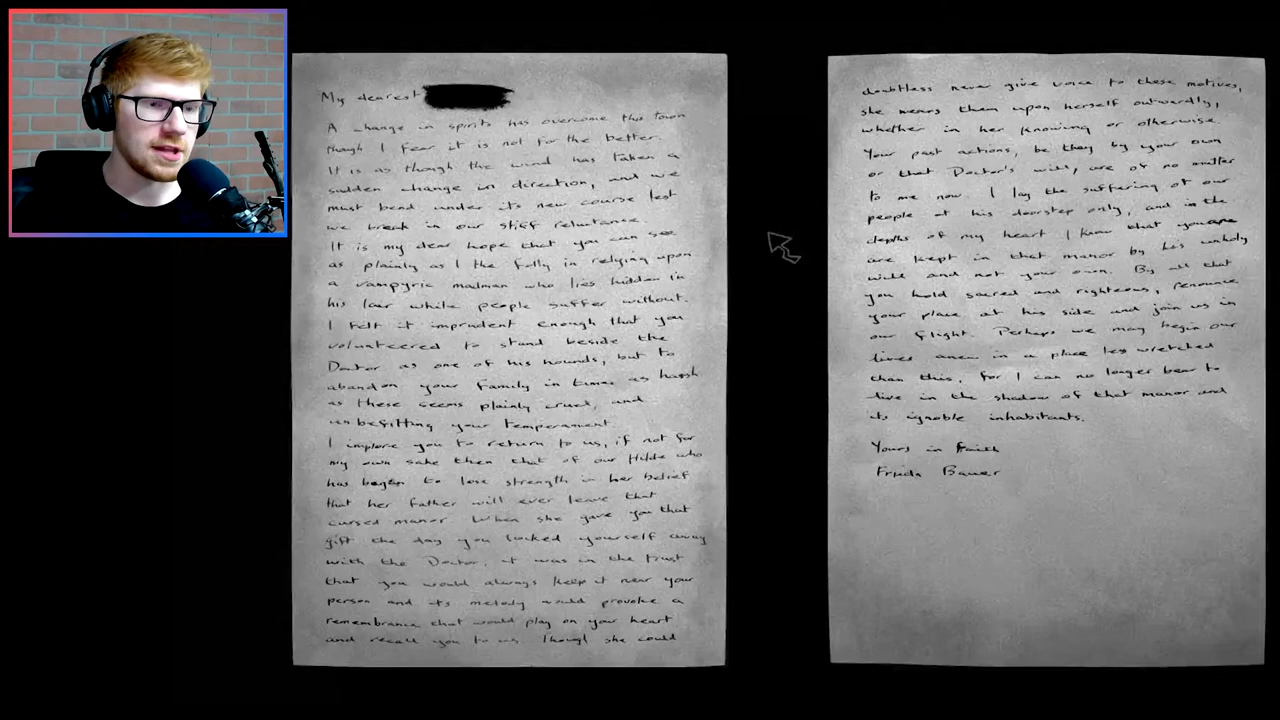 My dearest
A change in spirits has overcome this town
though I fear it is not for the better.
It is as though the wind has taken a
sudden change in direction, and we
must bend under its new course lest
we break in our stiff reluctance.
It is my dear hope that you can see
as plainly as I the folly in relying upon
a vampyric madman who lies hidden in
his lair while people suffer without.
I felt it imprudent enough that you
volunteered to stand beside the
Doctor as one of his hounds, but to
abandon your family in times as harsh
as these seems plainly cruel, and
unbefitting your temperament.
I implore you to return to us, if not for
my own sake then that of our Hilde who
has began to lose strength in her belief
that her father will ever leave that
cursed manor. When she gave you that
gift the day you locked yourself away
with the Doctor, it was in the trust
that you would always keep it near your
person and its melody would provoke a
remembrance that would play on your heart
and recall you to us. Though she could
doubtless never give voice to these motives,
she wears them upon herself outwardly,
whether in her knowing or otherwise.
Your past actions, be they by your own
or that Doctor's will, are of no matter
to me now. I lay the suffering of our
people at his doorstep only, and in the
depths of my heart I know that you are
are kept in that manor by his unholy
will and not your own. By all that
you hold sacred and righteous, renounce
your place at his side and join us in
our flight. Perhaps we may begin our
lives anew in a place less wretched
than this, for I can no longer bear to
live in the shadow of that manor and
its ignoble inhabitants.
Yours in Faith
Frieda Bauer